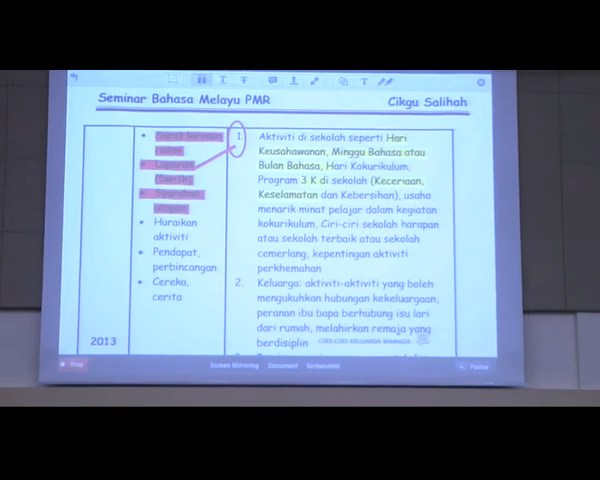 Seminar Bahasa Melayu PMR
Cikgu Salihah
• Surat kiriman
• Laporan
• Syarahan,
• Huraikan
aktiviti
• Pendapat,
perbincangan
• Cereka,
cerita
2013
1. Aktiviti di sekolah seperti Hari
Keusahawanan, Minggu Bahasa atau
Bulan Bahasa, Hari Kokurikulum,
Program 3 K di sekolah (Keceriaan,
Keselamatan dan Kebersihan), usaha
menarik minat pelajar dalam kegiatan
kokurikulum, Ciri-ciri sekolah harapan
atau sekolah terbaik atau sekolah
cemerlang, kepentingan aktiviti
perkhemahan
2. Keluarga: aktiviti-aktiviti yang boleh
mengukuhkan hubungan kekeluargaan,
peranan ibu bapa berhubung isu lari
dari rumah, melahirkan remaja yang
berdisiplin
CIRI-CIRI KELUARGA BAHAGIA
Stop
Screen Mirroring Document Screenshot
Pause